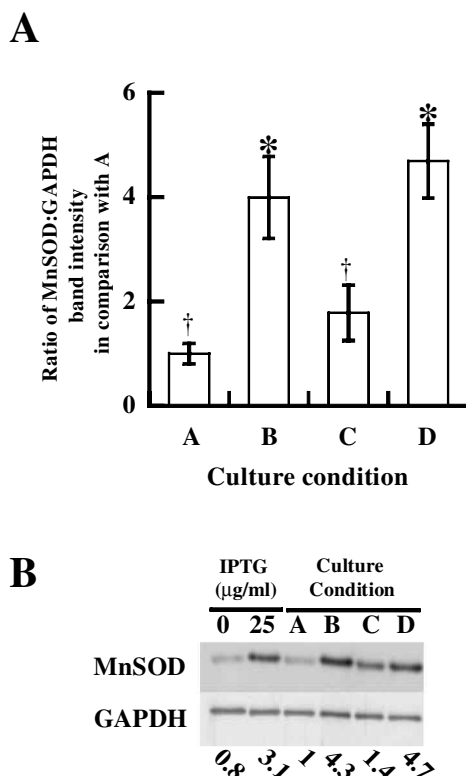 A
Ratio of MnSOD:GAPDH
band intensity
in comparison with A
6
4
2
0
*
*
†
†
A B C D
Culture condition
B
IPTG
(μg/ml)
Culture
Condition
0 25 A B C D
MnSOD
GAPDH
0.8 3.1 1 4.3 1.4 4.7